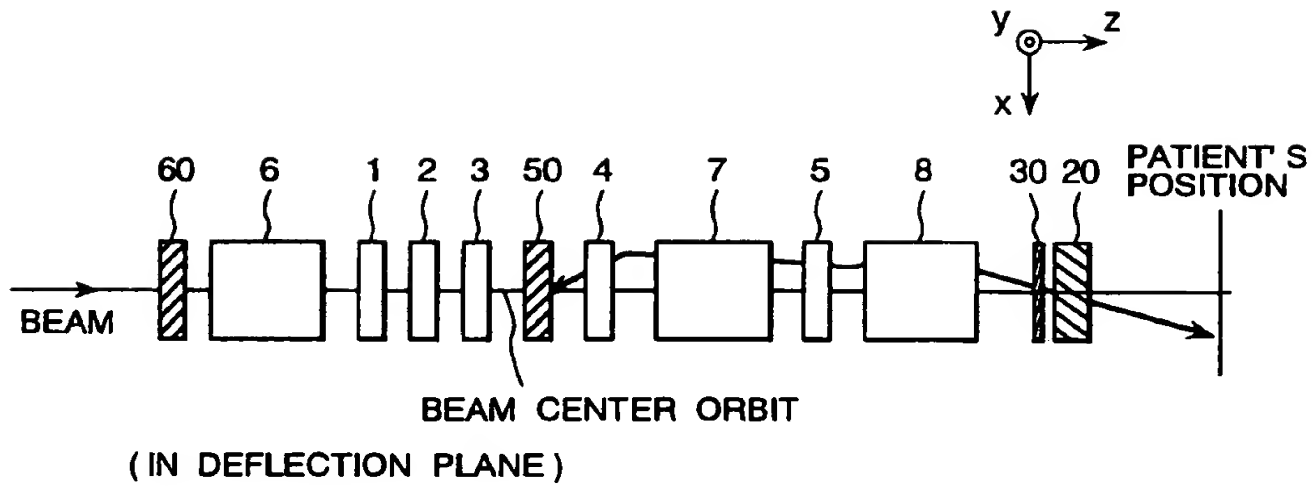 y z
x
60 6 1 2 3 50 4 7 5 8 30 20
PATIENT'S
POSITION
BEAM
BEAM CENTER ORBIT
(IN DEFLECTION PLANE)